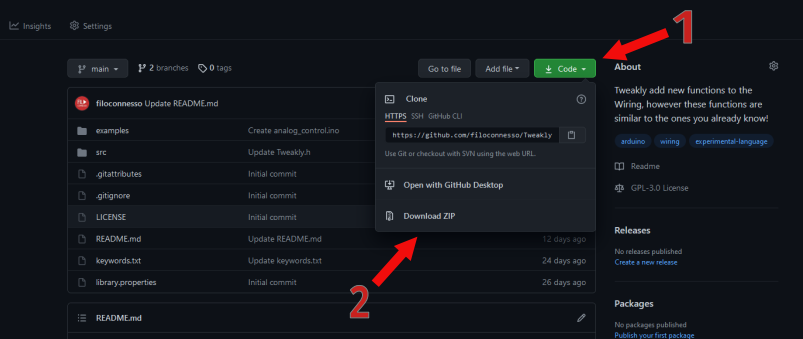 Insights
Settings
1
main
2 branches
0 tags
Go to file
Add file
Code
About
filoconnesso Update README.md
Clone
HTTPS SSH GitHub CLI
https://github.com/filoconnesso/Tweakly
Use Git or checkout with SVN using the web URL.
Open with GitHub Desktop
Download ZIP
examples
Create analog_control.ino
src
Update Tweakly.h
.gitattributes
Initial commit
.gitignore
Initial commit
LICENSE
Initial commit
README.md
Update README.md
12 days ago
keywords.txt
Update keywords.txt
24 days ago
library.properties
Initial commit
26 days ago
2
README.md
Tweakly add new functions to the
Wiring, however these functions are
similar to the ones you already know!
arduino wiring experimental-language
Readme
GPL-3.0 License
Releases
No releases published
Create a new release
Packages
No packages published
Publish your first package